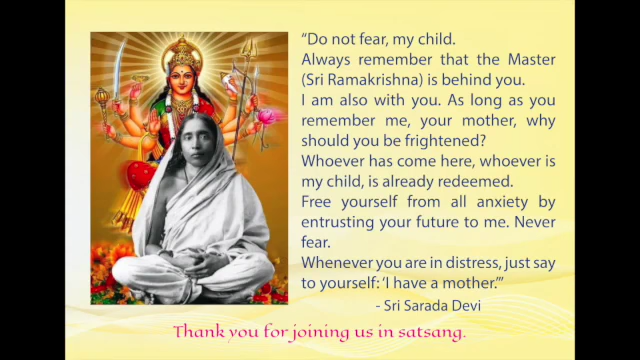 “Do not fear, my child.
Always remember that the Master
(Sri Ramakrishna) is behind you.
I am also with you. As long as you
remember me, your mother, why
should you be frightened?
Whoever has come here, whoever is
my child, is already redeemed.
Free yourself from all anxiety by
entrusting your future to me. Never
fear.
Whenever you are in distress, just say
to yourself: ‘I have a mother.’”
- Sri Sarada Devi
Thank you for joining us in satsang.